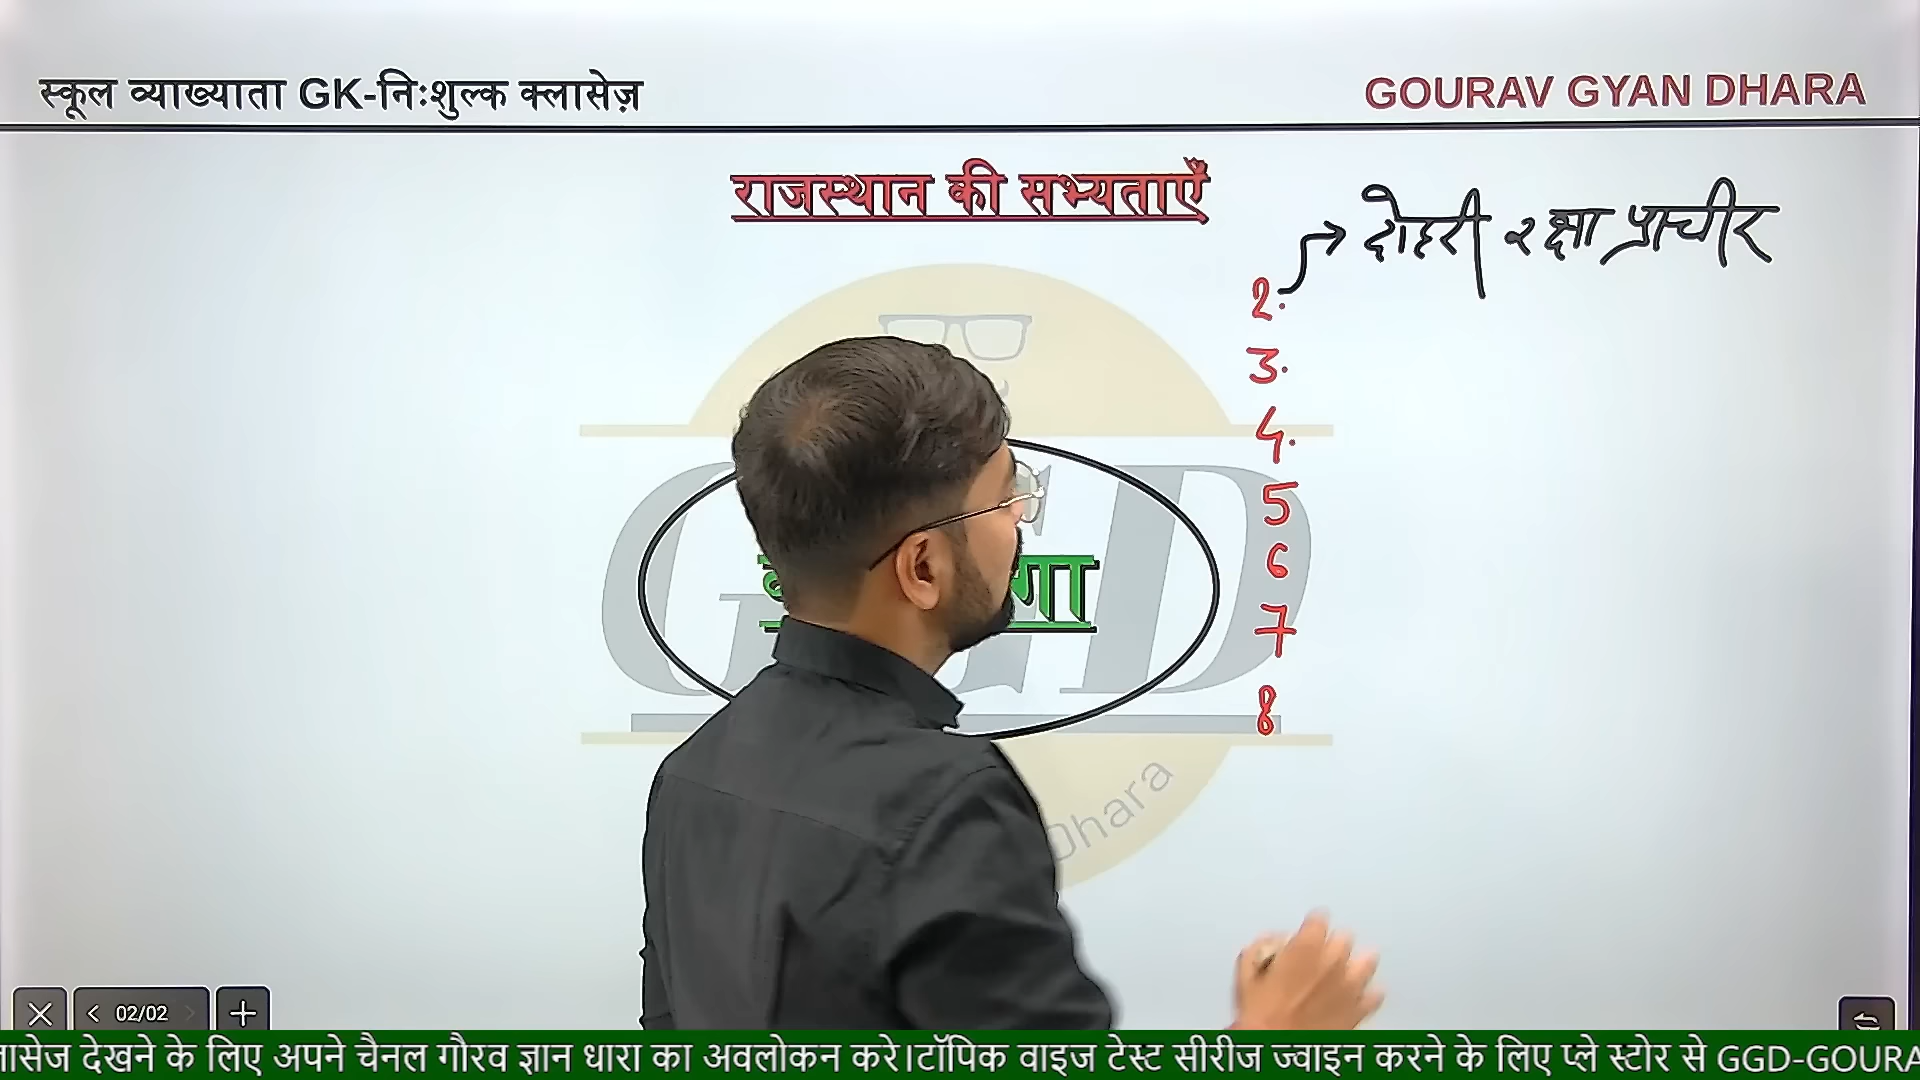 स्कूल व्याख्याता GK-निःशुल्क क्लासेज़
GOURAV GYAN DHARA
राजस्थान की सभ्यताएँ
→ दोहरी रक्षा प्राचीर
2.
3.
4.
5
6
7
8
GGD
Dhara
02/02
देखने के लिए अपने चैनल गौरव ज्ञान धारा का अवलोकन करे।टॉपिक वाइज टेस्ट सीरीज ज्वाइन करने के लिए प्ले स्टोर से